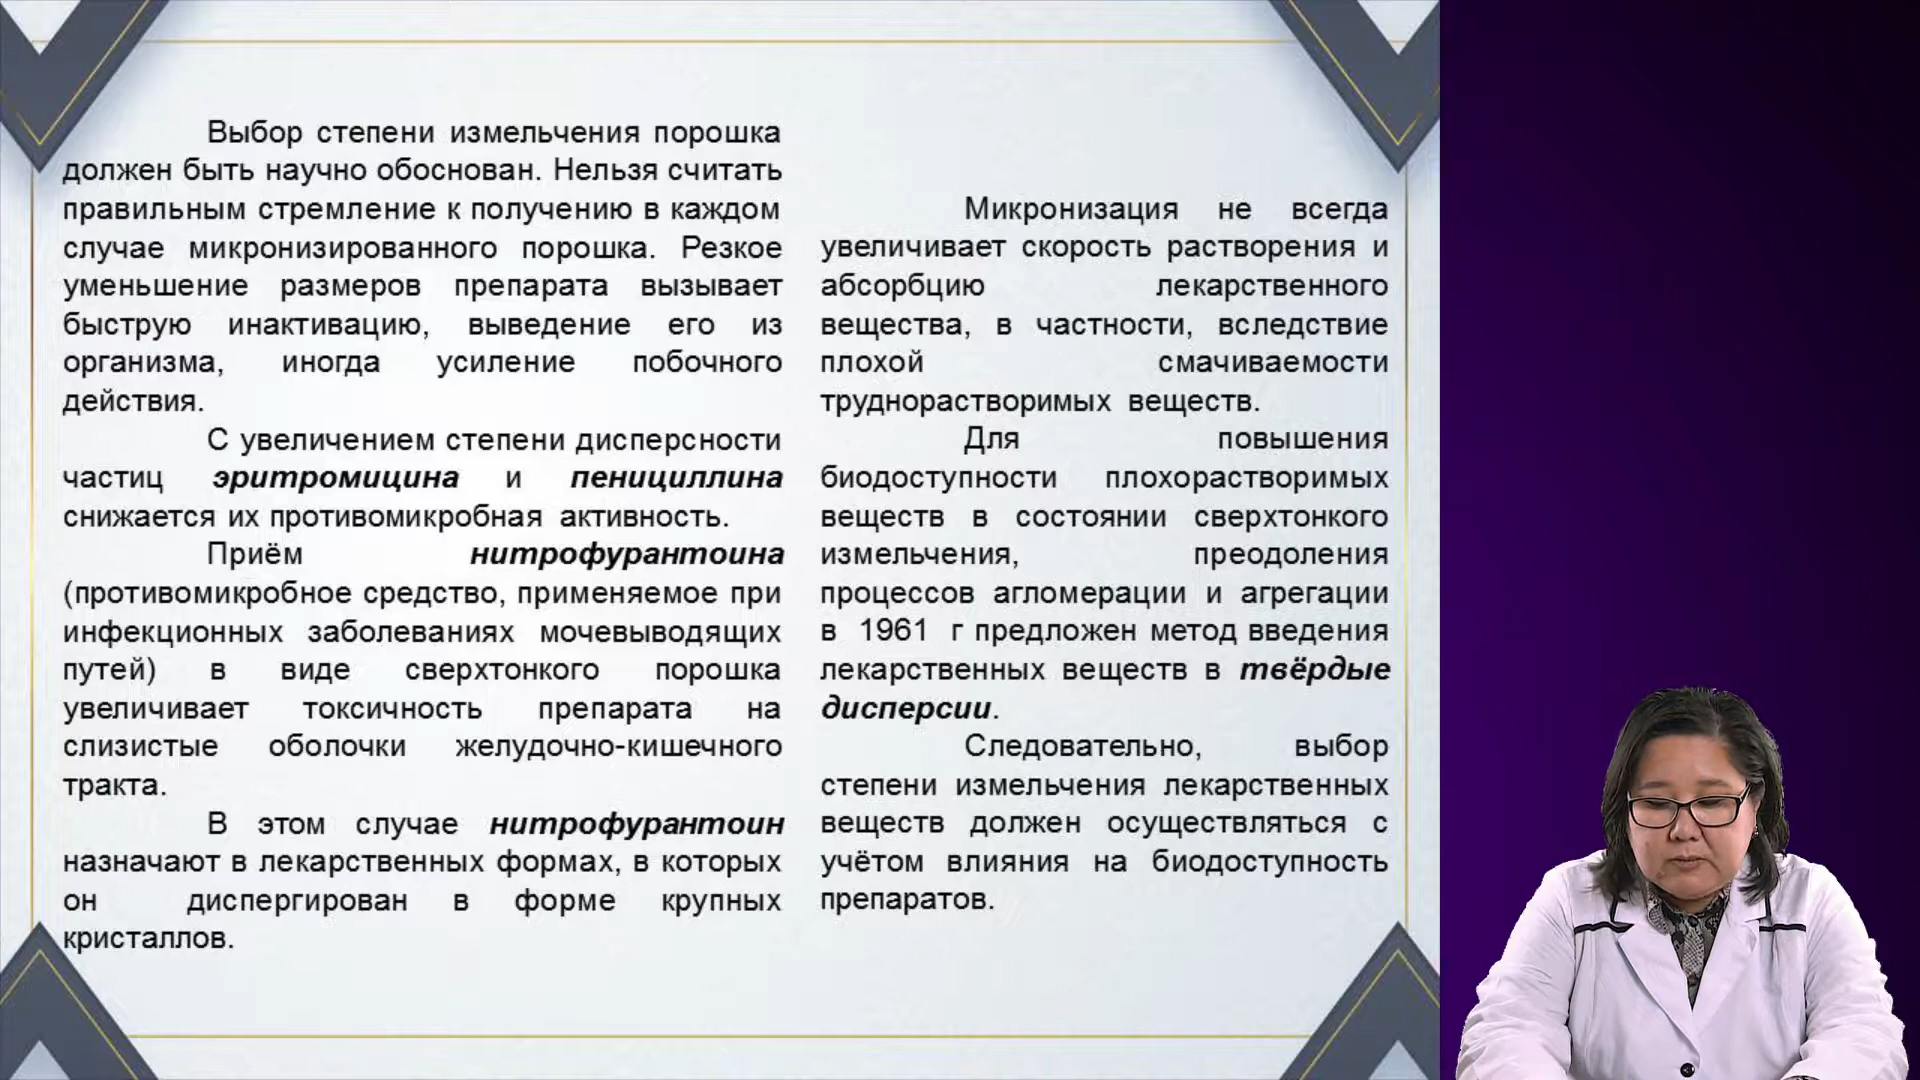 Выбор степени измельчения порошка
должен быть научно обоснован. Нельзя считать
правильным стремление к получению в каждом
случае микронизированного порошка. Резкое
уменьшение размеров препарата вызывает
быструю инактивацию, выведение его из
организма, иногда усиление побочного
действия.
С увеличением степени дисперсности
частиц эритромицина и пенициллина
снижается их противомикробная активность.
Приём нитрофурантоина
(противомикробное средство, применяемое при
инфекционных заболеваниях мочевыводящих
путей) в виде сверхтонкого порошка
увеличивает токсичность препарата на
слизистые оболочки желудочно-кишечного
тракта.
В этом случае нитрофурантоин
назначают в лекарственных формах, в которых
он диспергирован в форме крупных
кристаллов.
Микронизация не всегда
увеличивает скорость растворения и
абсорбцию лекарственного
вещества, в частности, вследствие
плохой смачиваемости
труднорастворимых веществ.
Для повышения
биодоступности плохорастворимых
веществ в состоянии сверхтонкого
измельчения, преодоления
процессов агломерации и агрегации
в 1961 г предложен метод введения
лекарственных веществ в твёрдые
дисперсии.
Следовательно, выбор
степени измельчения лекарственных
веществ должен осуществляться с
учётом влияния на биодоступность
препаратов.